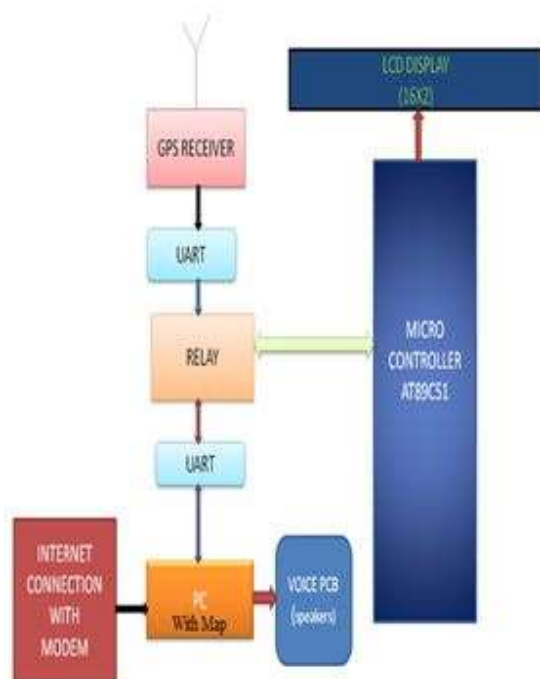 LCD DISPLAY
(16X2)
GPS RECEIVER
UART
RELAY
MICRO
CONTROLLER
AT89C51
UART
INTERNET
CONNECTION
WITH
MODEM
PC
With Map
VOICE PCB
(speakers)